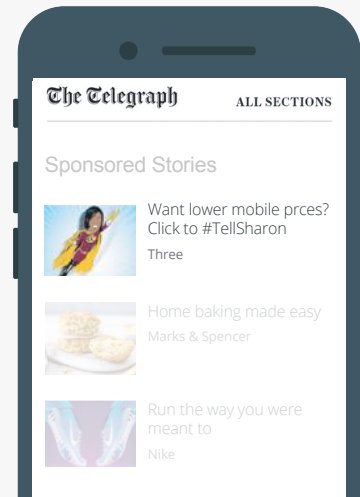 The Telegraph
ALL SECTIONS
Sponsored Stories
Want lower mobile prces?
Click to #TellSharon
Three
Home baking made easy
Marks & Spencer
Run the way you were
meant to
Nike